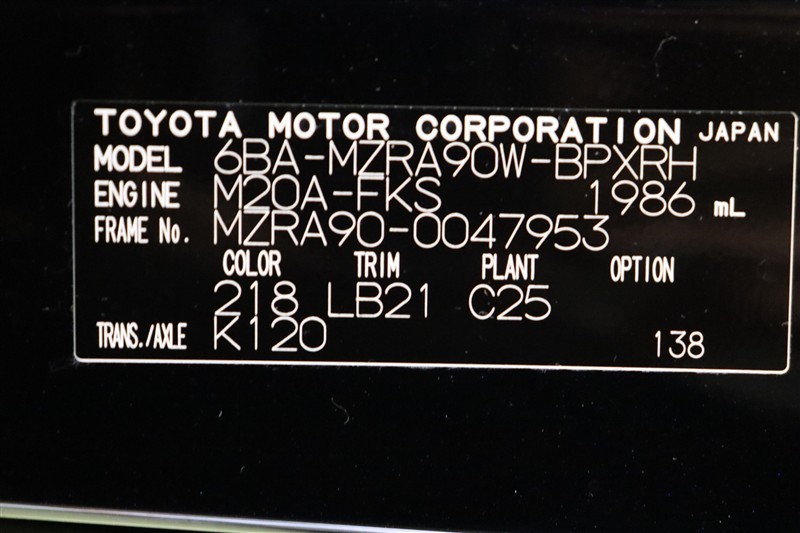 TOYOTA MOTOR CORPORATION JAPAN
MODEL 6BA-MZRA90W-BPXRH
ENGINE M20A-FKS 1986 mL
FRAME No. MZRA90-0047953
COLOR TRIM PLANT OPTION
218 LB21 C25
TRANS./AXLE K120 138